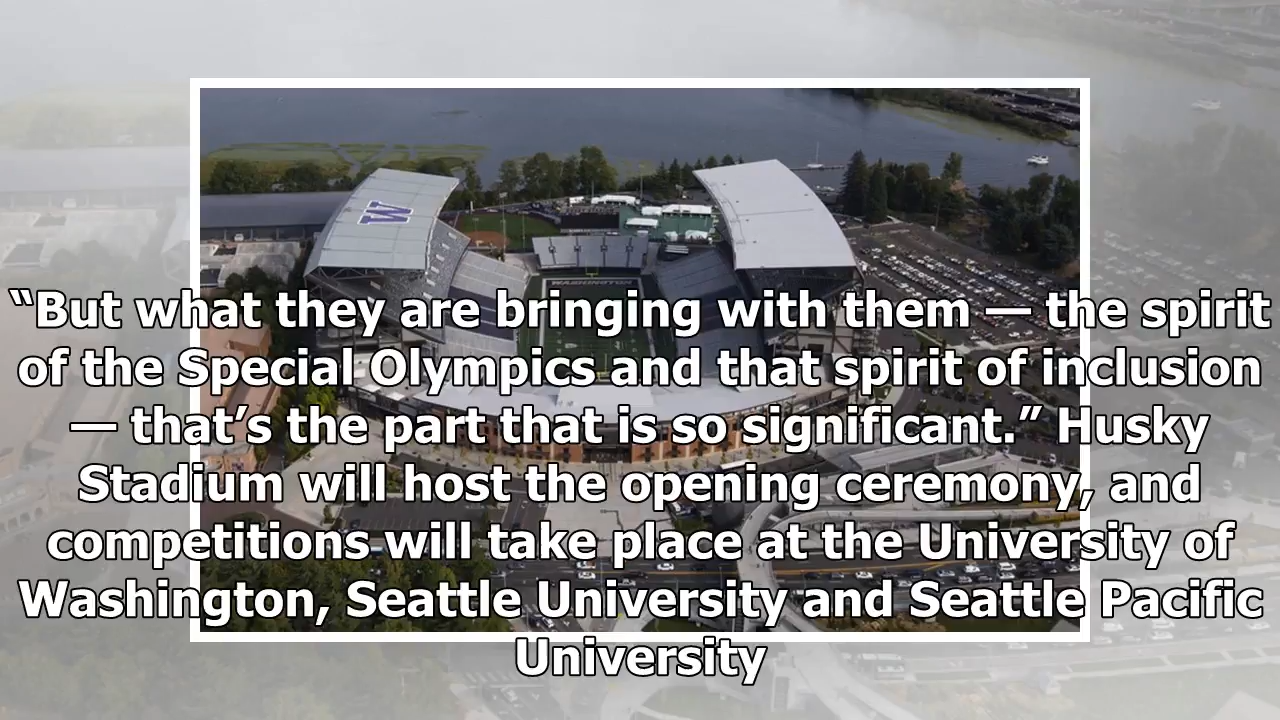 W
WASHINGTON
“But what they are bringing with them — the spirit
of the Special Olympics and that spirit of inclusion
— that’s the part that is so significant.” Husky
Stadium will host the opening ceremony, and
competitions will take place at the University of
Washington, Seattle University and Seattle Pacific
University